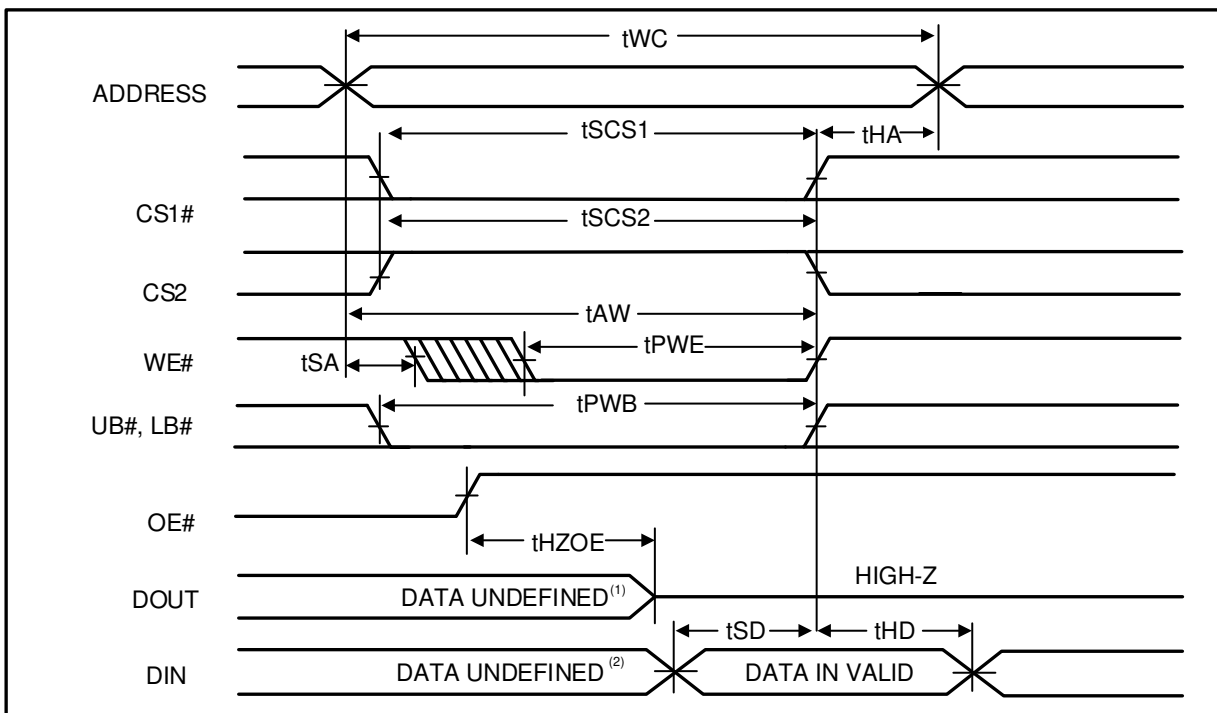 tWC
ADDRESS
tSCS1
tHA
CS1#
tSCS2
CS2
tAW
WE#
tSA
tPWE
UB#, LB#
tPWB
OE#
tHZOE
DOUT
DATA UNDEFINED(1)
HIGH-Z
tSD
tHD
DIN
DATA UNDEFINED (2)
DATA IN VALID